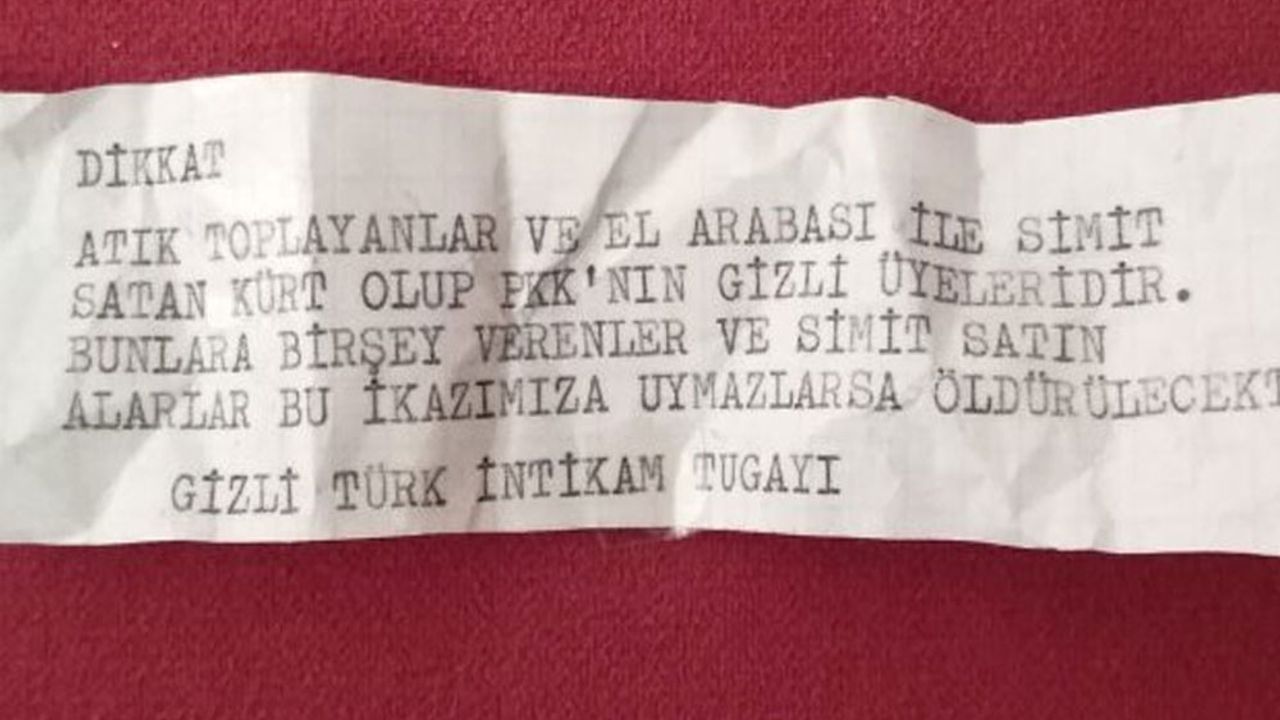 DİKKAT
ATIK TOPLAYANLAR VE EL ARABASI İLE SİMİT
SATAN KÜRT OLUP PKK'NIN GİZLİ ÜYELERİDİR.
BUNLARA BİRŞEY VERENLER VE SİMİT SATIN
ALARLAR BU İKAZIMIZA UYMAZLARSA ÖLDÜRÜLECEKT
GİZLİ TÜRK İNTİKAM TUGAYI